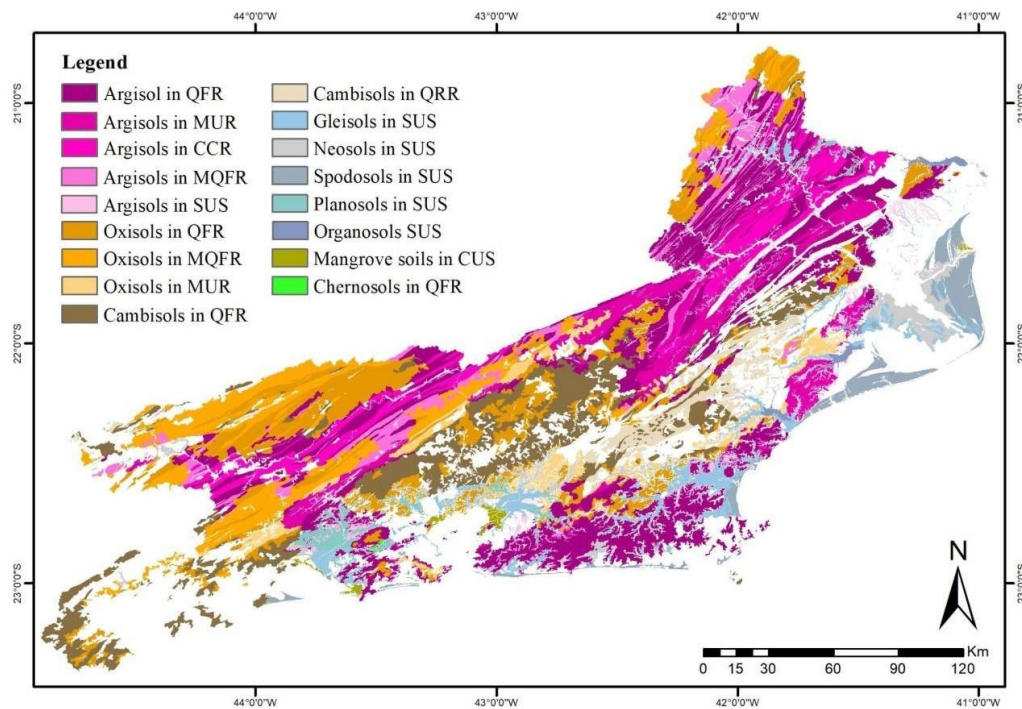 44°0'0"W 43°0'0"W 42°0'0"W 41°0'0"W
Legend
Argisol in QFR
Argisols in MUR
Argisols in CCR
Argisols in MQFR
Argisols in SUS
Oxisols in QFR
Oxisols in MQFR
Oxisols in MUR
Cambisols in QFR
Cambisols in QRR
Gleisols in SUS
Neosols in SUS
Spodosols in SUS
Planosols in SUS
Organosols SUS
Mangrove soils in CUS
Chernosols in QFR
21°0'0"S 21°0'0"S
22°0'0"S 22°0'0"S
23°0'0"S 23°0'0"S
N
Km
0 15 30 60 90 120
44°0'0"W 43°0'0"W 42°0'0"W 41°0'0"W